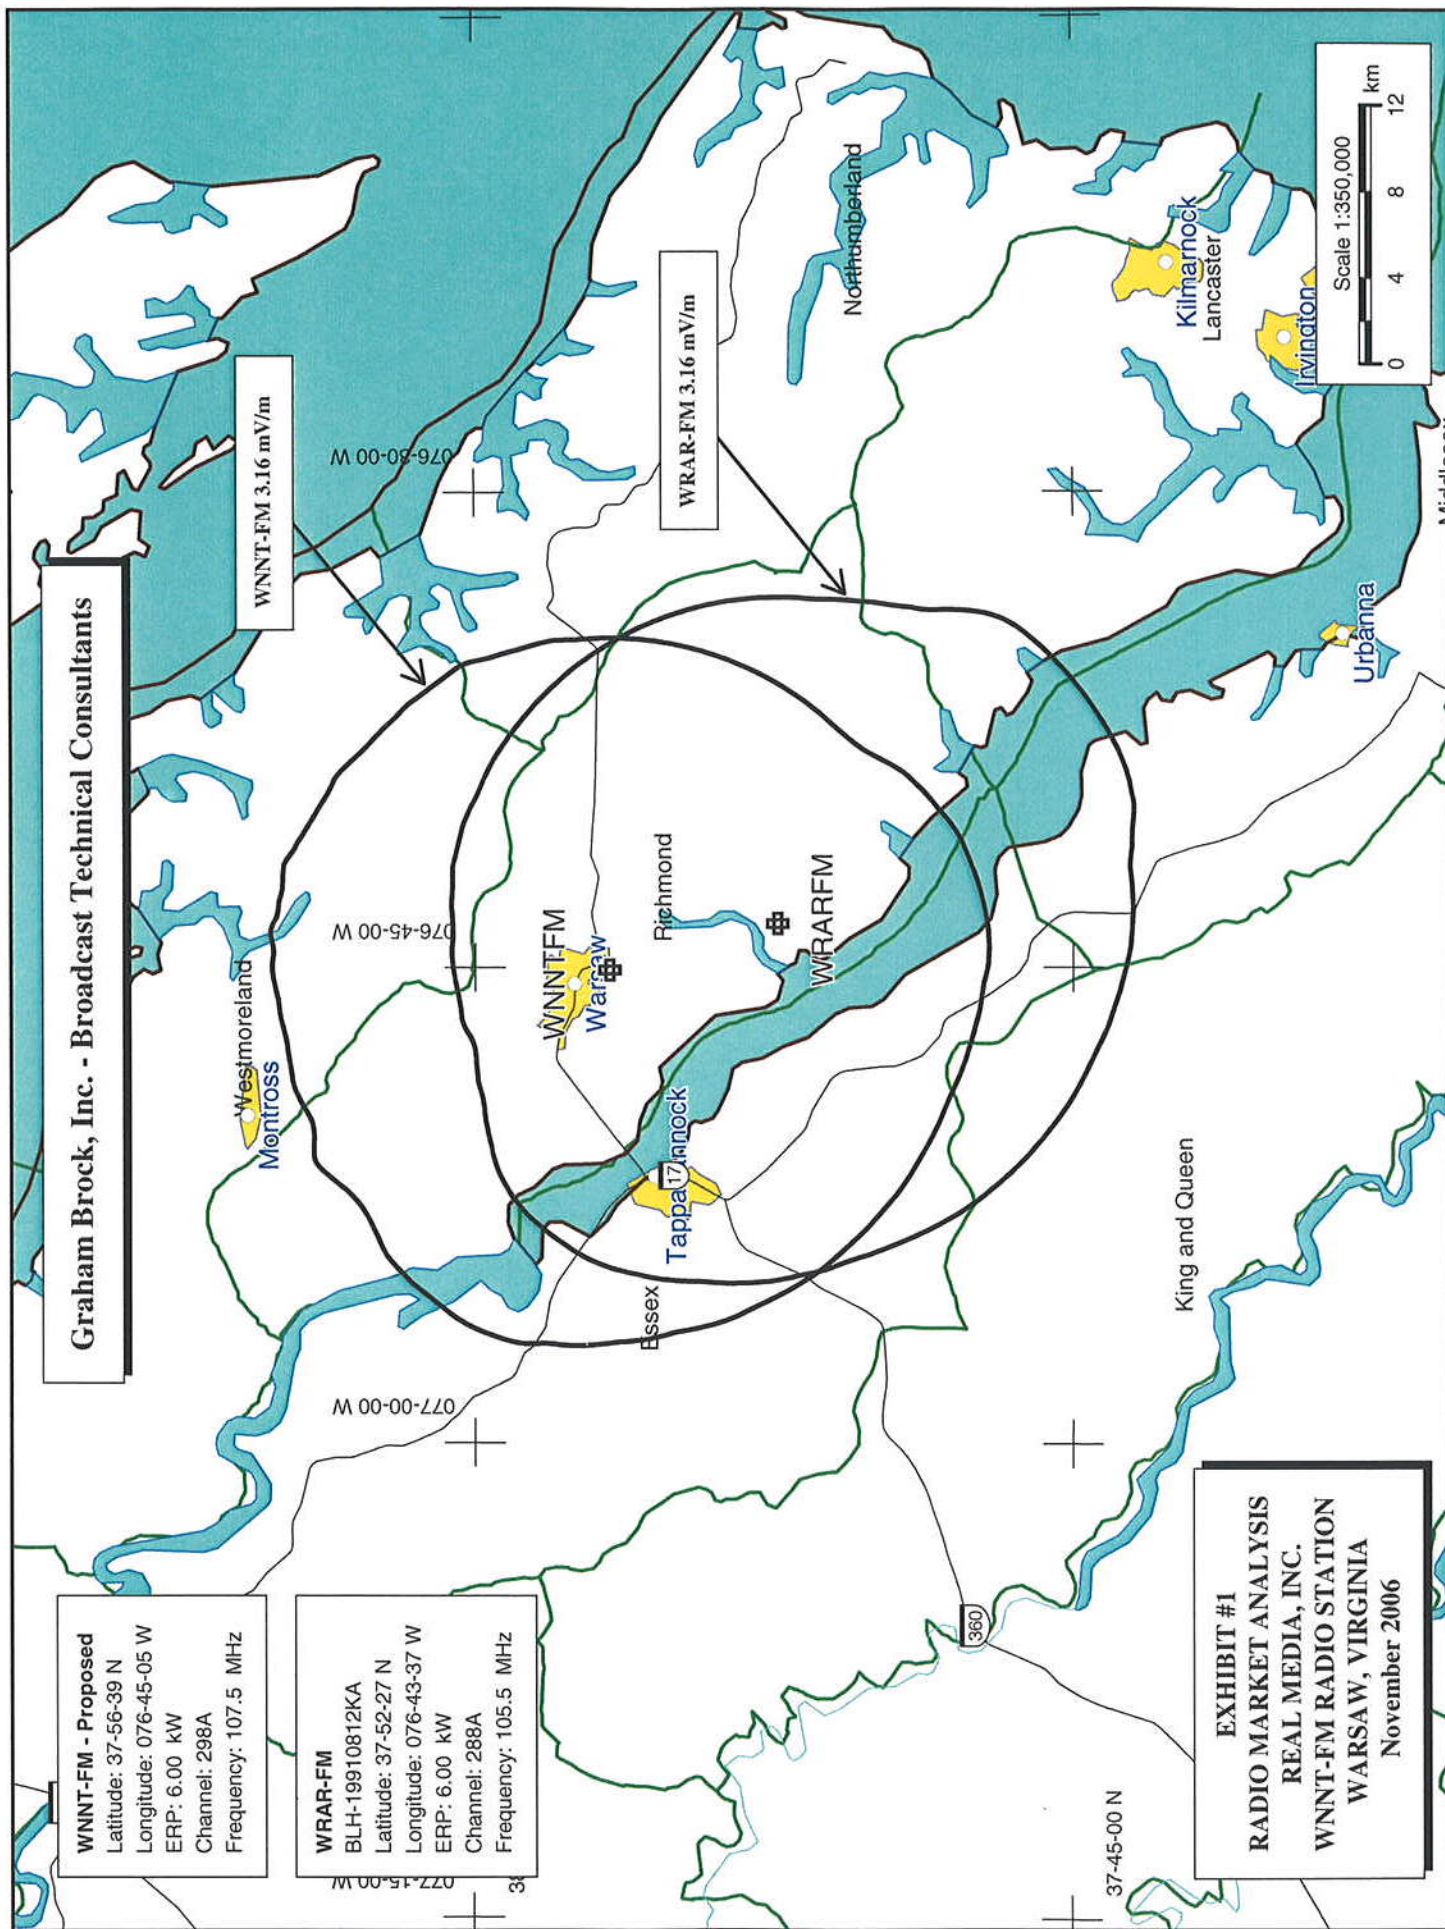 Graham Brock, Inc. - Broadcast Technical Consultants
WNNT-FM - Proposed
Latitude: 37-56-39 N
Longitude: 076-45-05 W
ERP: 6.00 kW
Channel: 298A
Frequency: 107.5 MHz
WRAR-FM
BLH-19910812KA
Latitude: 37-52-27 N
Longitude: 076-43-37 W
ERP: 6.00 kW
Channel: 288A
Frequency: 105.5 MHz
WNNT-FM 3.16 mV/m
WRAR-FM 3.16 mV/m
077-15-00 W
077-00-00 W
076-45-00 W
076-30-00 W
37-45-00 N
Westmoreland
Montross
WNNTFM
Warsaw
Richmond
WRARFM
Tappahannock
17
Essex
Northumberland
Kilmarnock
Lancaster
Irvington
Urbanna
King and Queen
360
Scale 1:350,000
0 4 8 12
km
EXHIBIT #1
RADIO MARKET ANALYSIS
REAL MEDIA, INC.
WNNT-FM RADIO STATION
WARSAW, VIRGINIA
November 2006